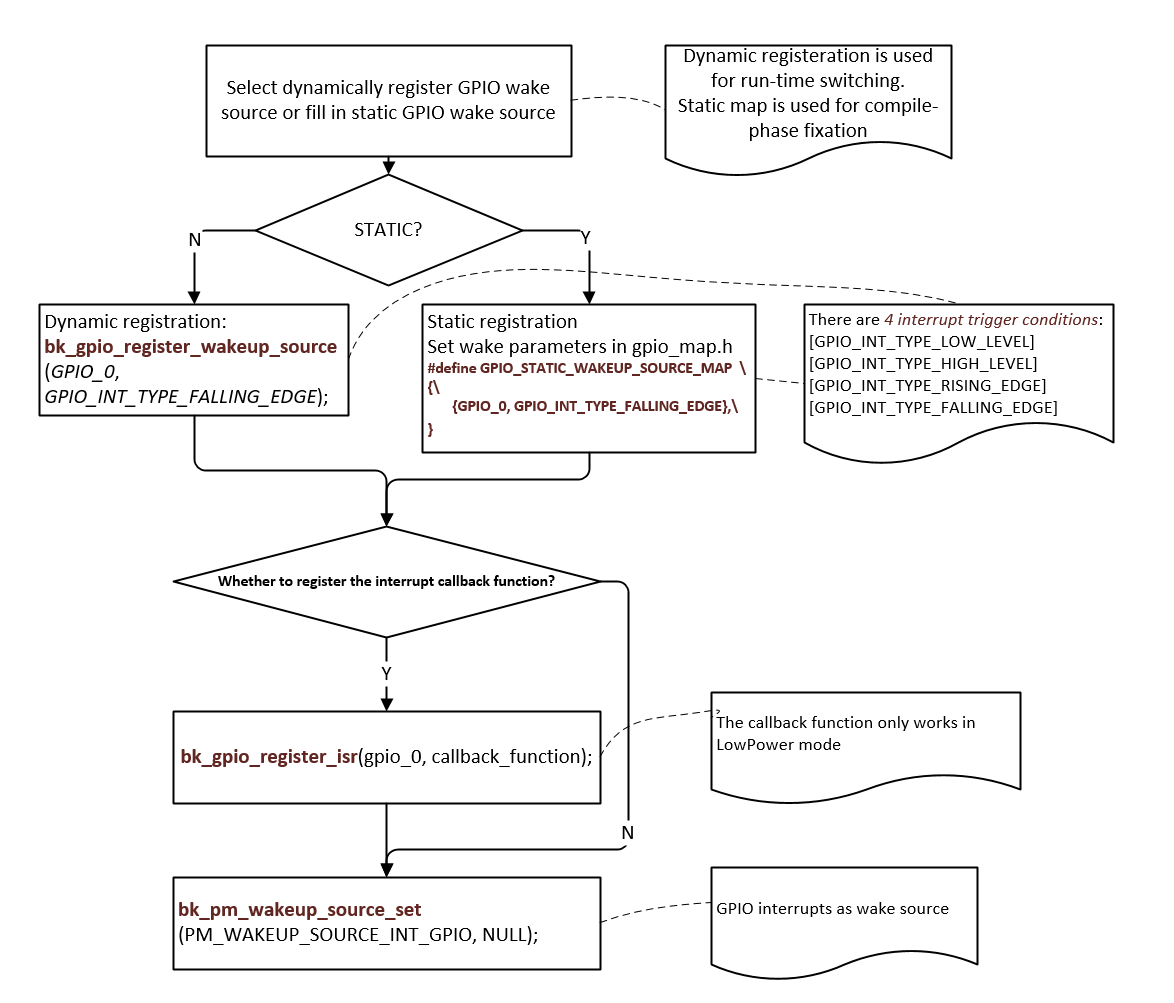 Select dynamically register GPIO wake
source or fill in static GPIO wake source
Dynamic registeration is used
for run-time switching.
Static map is used for compile-
phase fixation
STATIC?
N
Y
Dynamic registration:
bk_gpio_register_wakeup_source
(GPIO_0,
GPIO_INT_TYPE_FALLING_EDGE);
Static registration
Set wake parameters in gpio_map.h
#define GPIO_STATIC_WAKEUP_SOURCE_MAP \
{\
{GPIO_0, GPIO_INT_TYPE_FALLING_EDGE},\
}
There are 4 interrupt trigger conditions:
[GPIO_INT_TYPE_LOW_LEVEL]
[GPIO_INT_TYPE_HIGH_LEVEL]
[GPIO_INT_TYPE_RISING_EDGE]
[GPIO_INT_TYPE_FALLING_EDGE]
Whether to register the interrupt callback function?
Y
bk_gpio_register_isr(gpio_0, callback_function);
The callback function only works in
LowPower mode
N
bk_pm_wakeup_source_set
(PM_WAKEUP_SOURCE_INT_GPIO, NULL);
GPIO interrupts as wake source